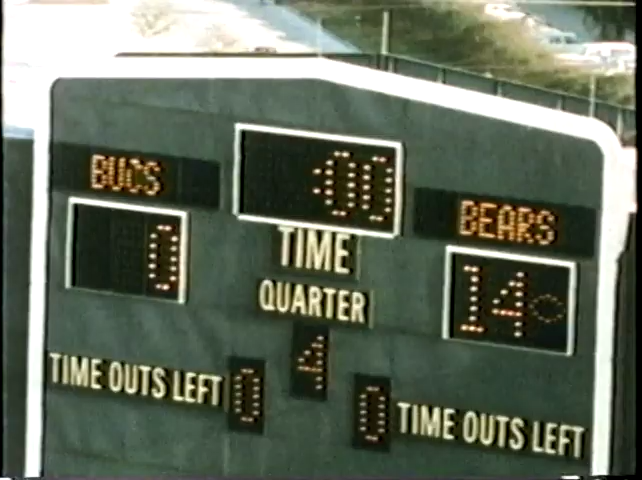 BUCS
:00
BEARS
0
TIME
14
QUARTER
4
TIME OUTS LEFT 0
0 TIME OUTS LEFT